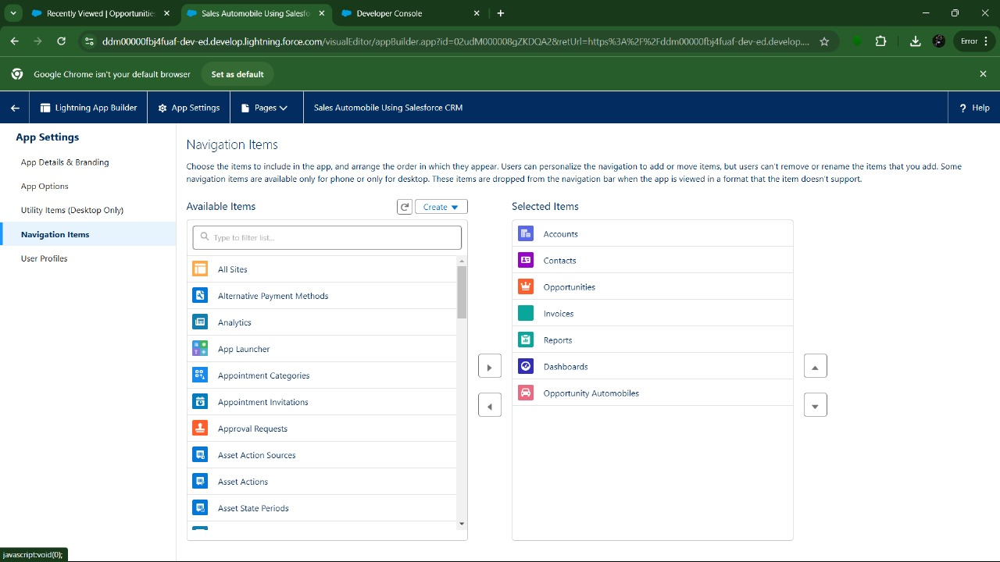 Recently Viewed | Opportunities
Sales Automobile Using Salesfo
Developer Console
ddm00000fbj4fuaf-dev-ed.develop.lightning.force.com/visualEditor/appBuilder.app?id=02udM000008gZKDQA2&retUrl=https%3A%2F%2Fddm00000fbj4fuaf-dev-ed.develop....
Error
Google Chrome isn't your default browser
Set as default
Lightning App Builder
App Settings
Pages
Sales Automobile Using Salesforce CRM
? Help
App Settings
App Details & Branding
App Options
Utility Items (Desktop Only)
Navigation Items
User Profiles
Navigation Items
Choose the items to include in the app, and arrange the order in which they appear. Users can personalize the navigation to add or move items, but users can't remove or rename the items that you add. Some
navigation items are available only for phone or only for desktop. These items are dropped from the navigation bar when the app is viewed in a format that the item doesn't support.
Available Items
Create
Type to filter list...
All Sites
Alternative Payment Methods
Analytics
App Launcher
Appointment Categories
Appointment Invitations
Approval Requests
Asset Action Sources
Asset Actions
Asset State Periods
Selected Items
Accounts
Contacts
Opportunities
Invoices
Reports
Dashboards
Opportunity Automobiles
javascript:void(0);